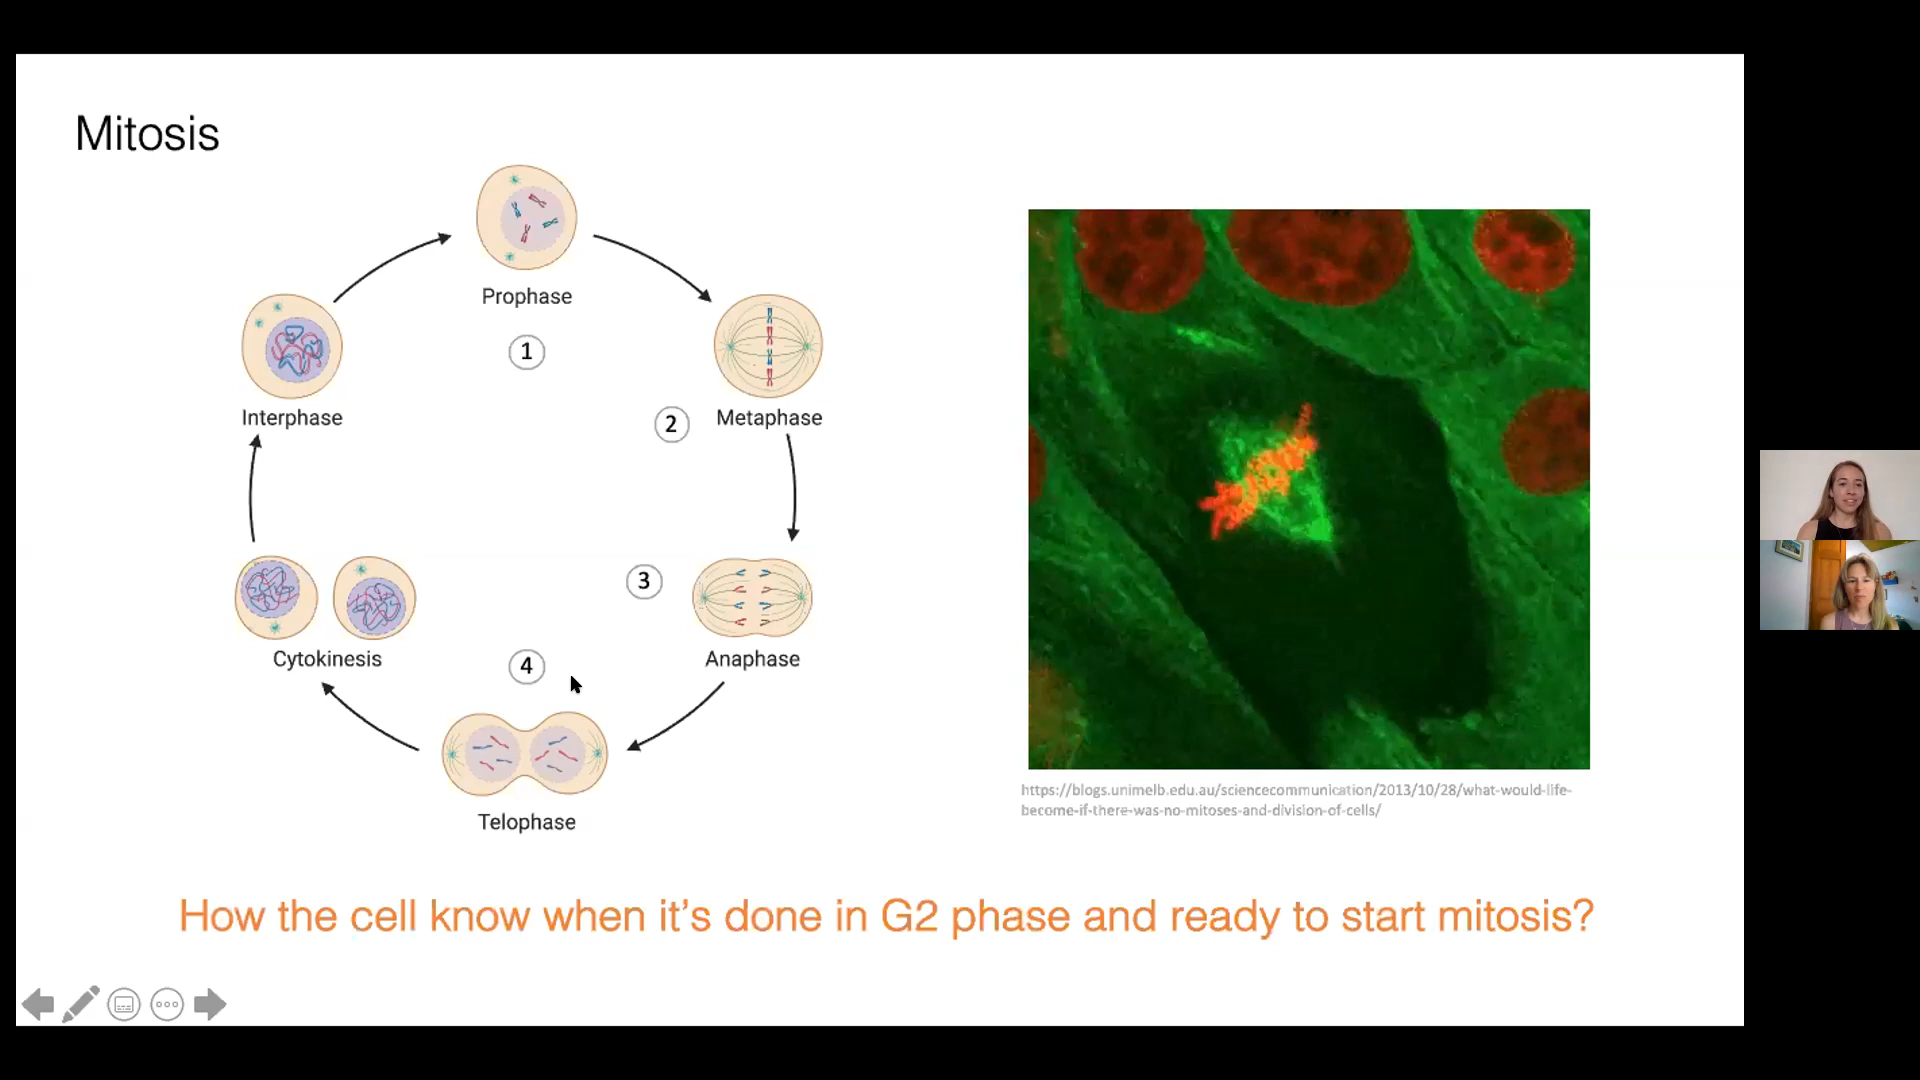 Mitosis
Prophase
1
Interphase
2
Metaphase
3
Cytokinesis
4
Anaphase
Telophase
https://blogs.unimelb.edu.au/sciencecommunication/2013/10/28/what-would-life-
become-if-there-was-no-mitoses-and-division-of-cells/
How the cell know when it’s done in G2 phase and ready to start mitosis?